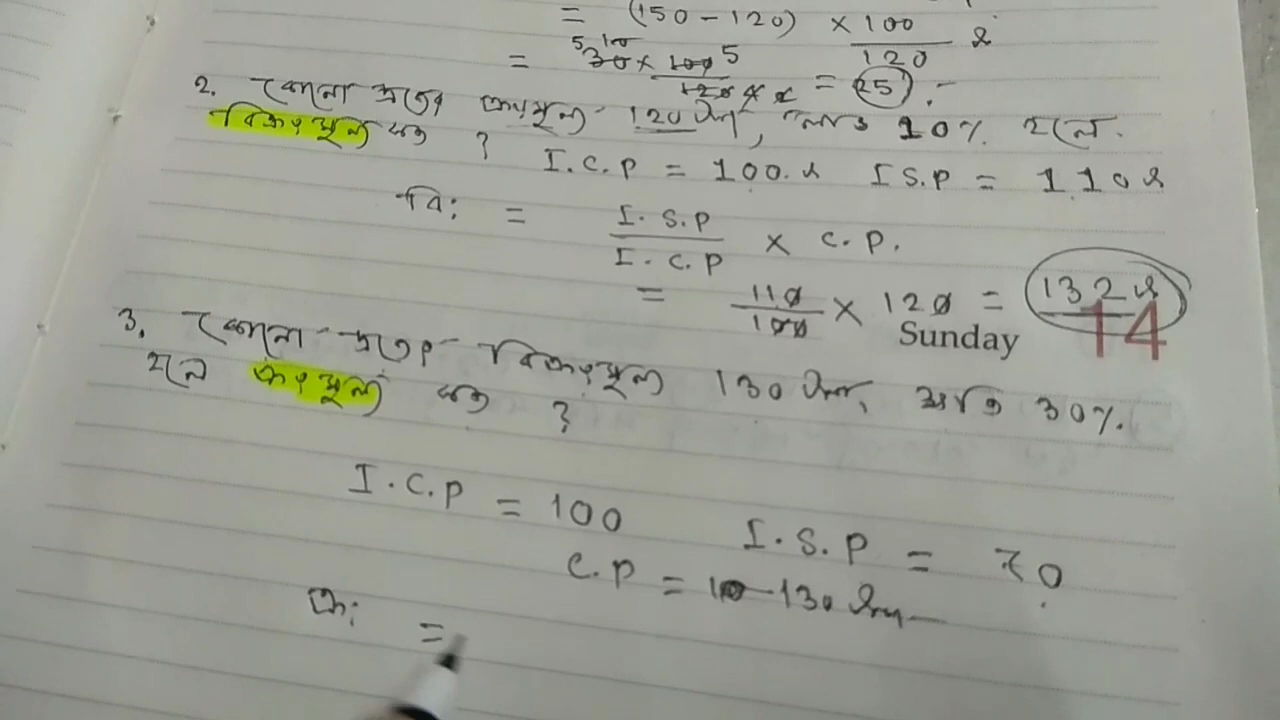 = (150-120) × 100/120 ৳
= 30 × 100/120 = 25/.
2. কোনো দ্রব্যের ক্রয়মূল্য 120 টাকা, লাভ 10% হলে
বিক্রয়মূল্য কত ?
I.C.P = 100 ৳ I S.P = 110 ৳
বি: = I.S.P/I.C.P × C.P.
= 110/100 × 120 = 132 ৳
Sunday 14
3. কোনো দ্রব্যের বিক্রয়মূল্য 130 টাকা, ক্ষতি 30%.
হলে ক্রয়মূল্য কত ?
I.C.P = 100 I.S.P = ৭0
C.P = 130 টাকা
ক্র: =